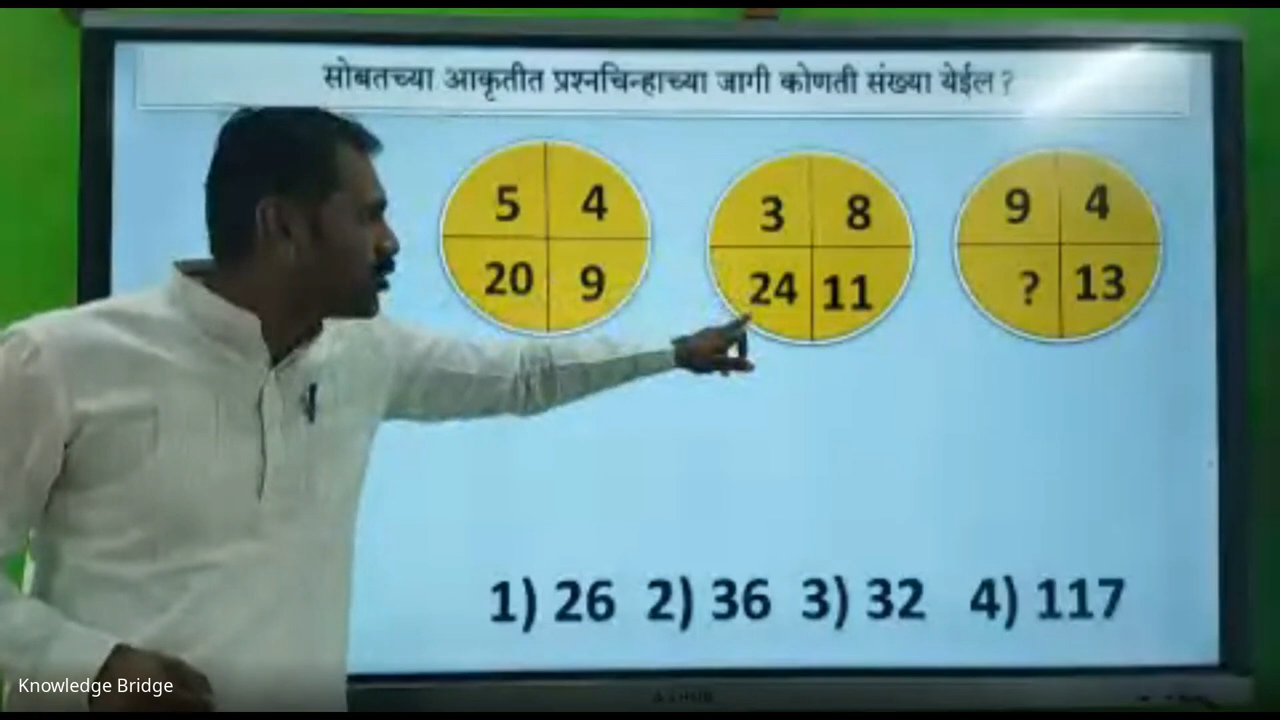 सोबतच्या आकृतीत प्रश्नचिन्हाच्या जागी कोणती संख्या येईल ?
5 4
20 9
3 8
24 11
9 4
? 13
1) 26 2) 36 3) 32 4) 117
Knowledge Bridge